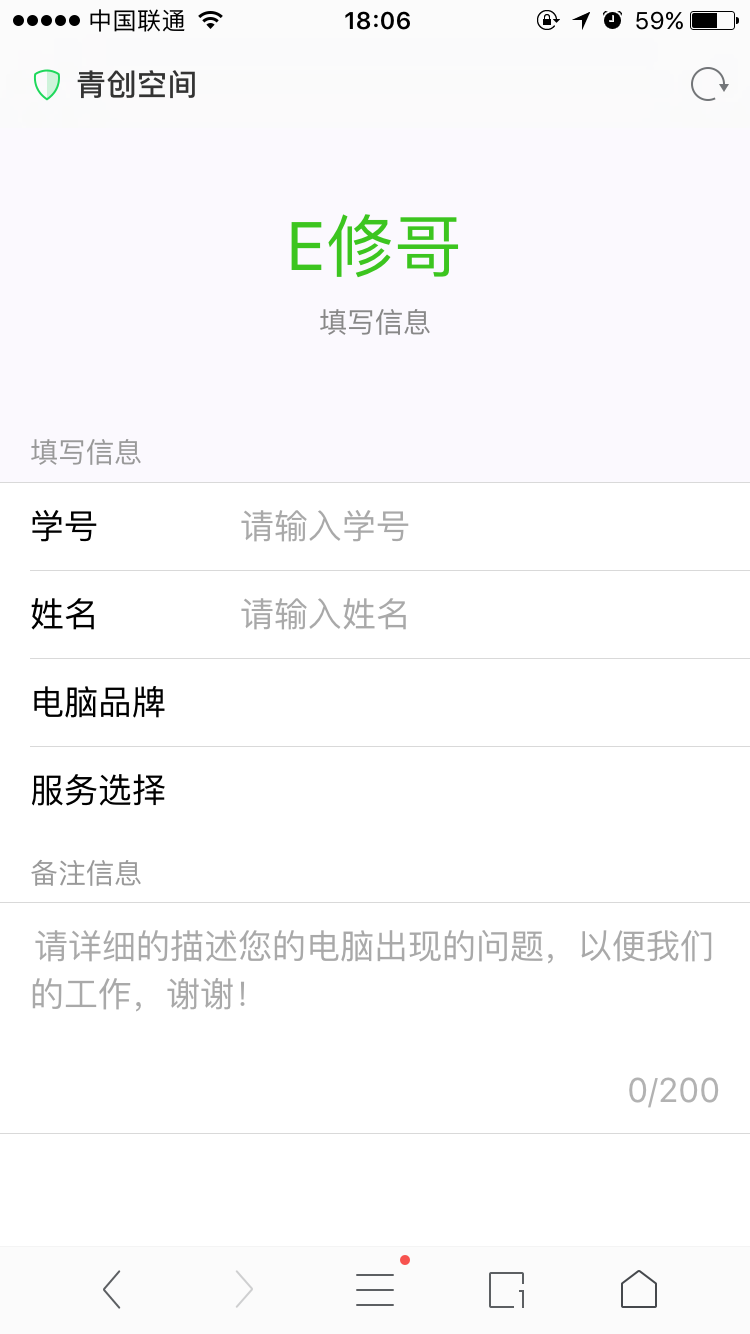 中国联通 18:06 59%
青创空间
E修哥
填写信息
填写信息
学号 请输入学号
姓名 请输入姓名
电脑品牌
服务选择
备注信息
请详细的描述您的电脑出现的问题，以便我们
的工作，谢谢！
0/200
1